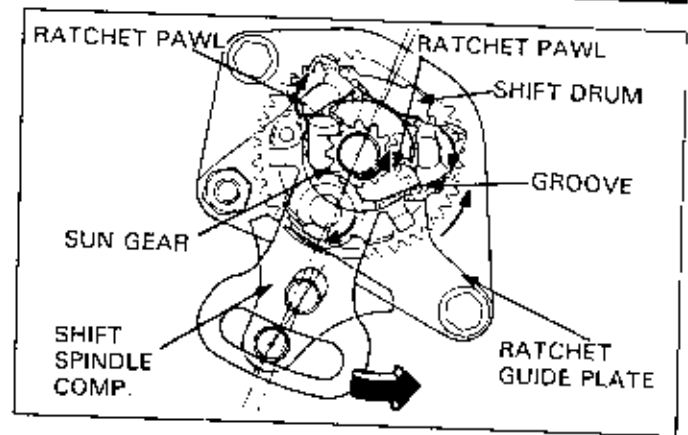 RATCHET PAWL
RATCHET PAWL
SHIFT DRUM
GROOVE
SUN GEAR
SHIFT
SPINDLE
COMP.
RATCHET
GUIDE PLATE